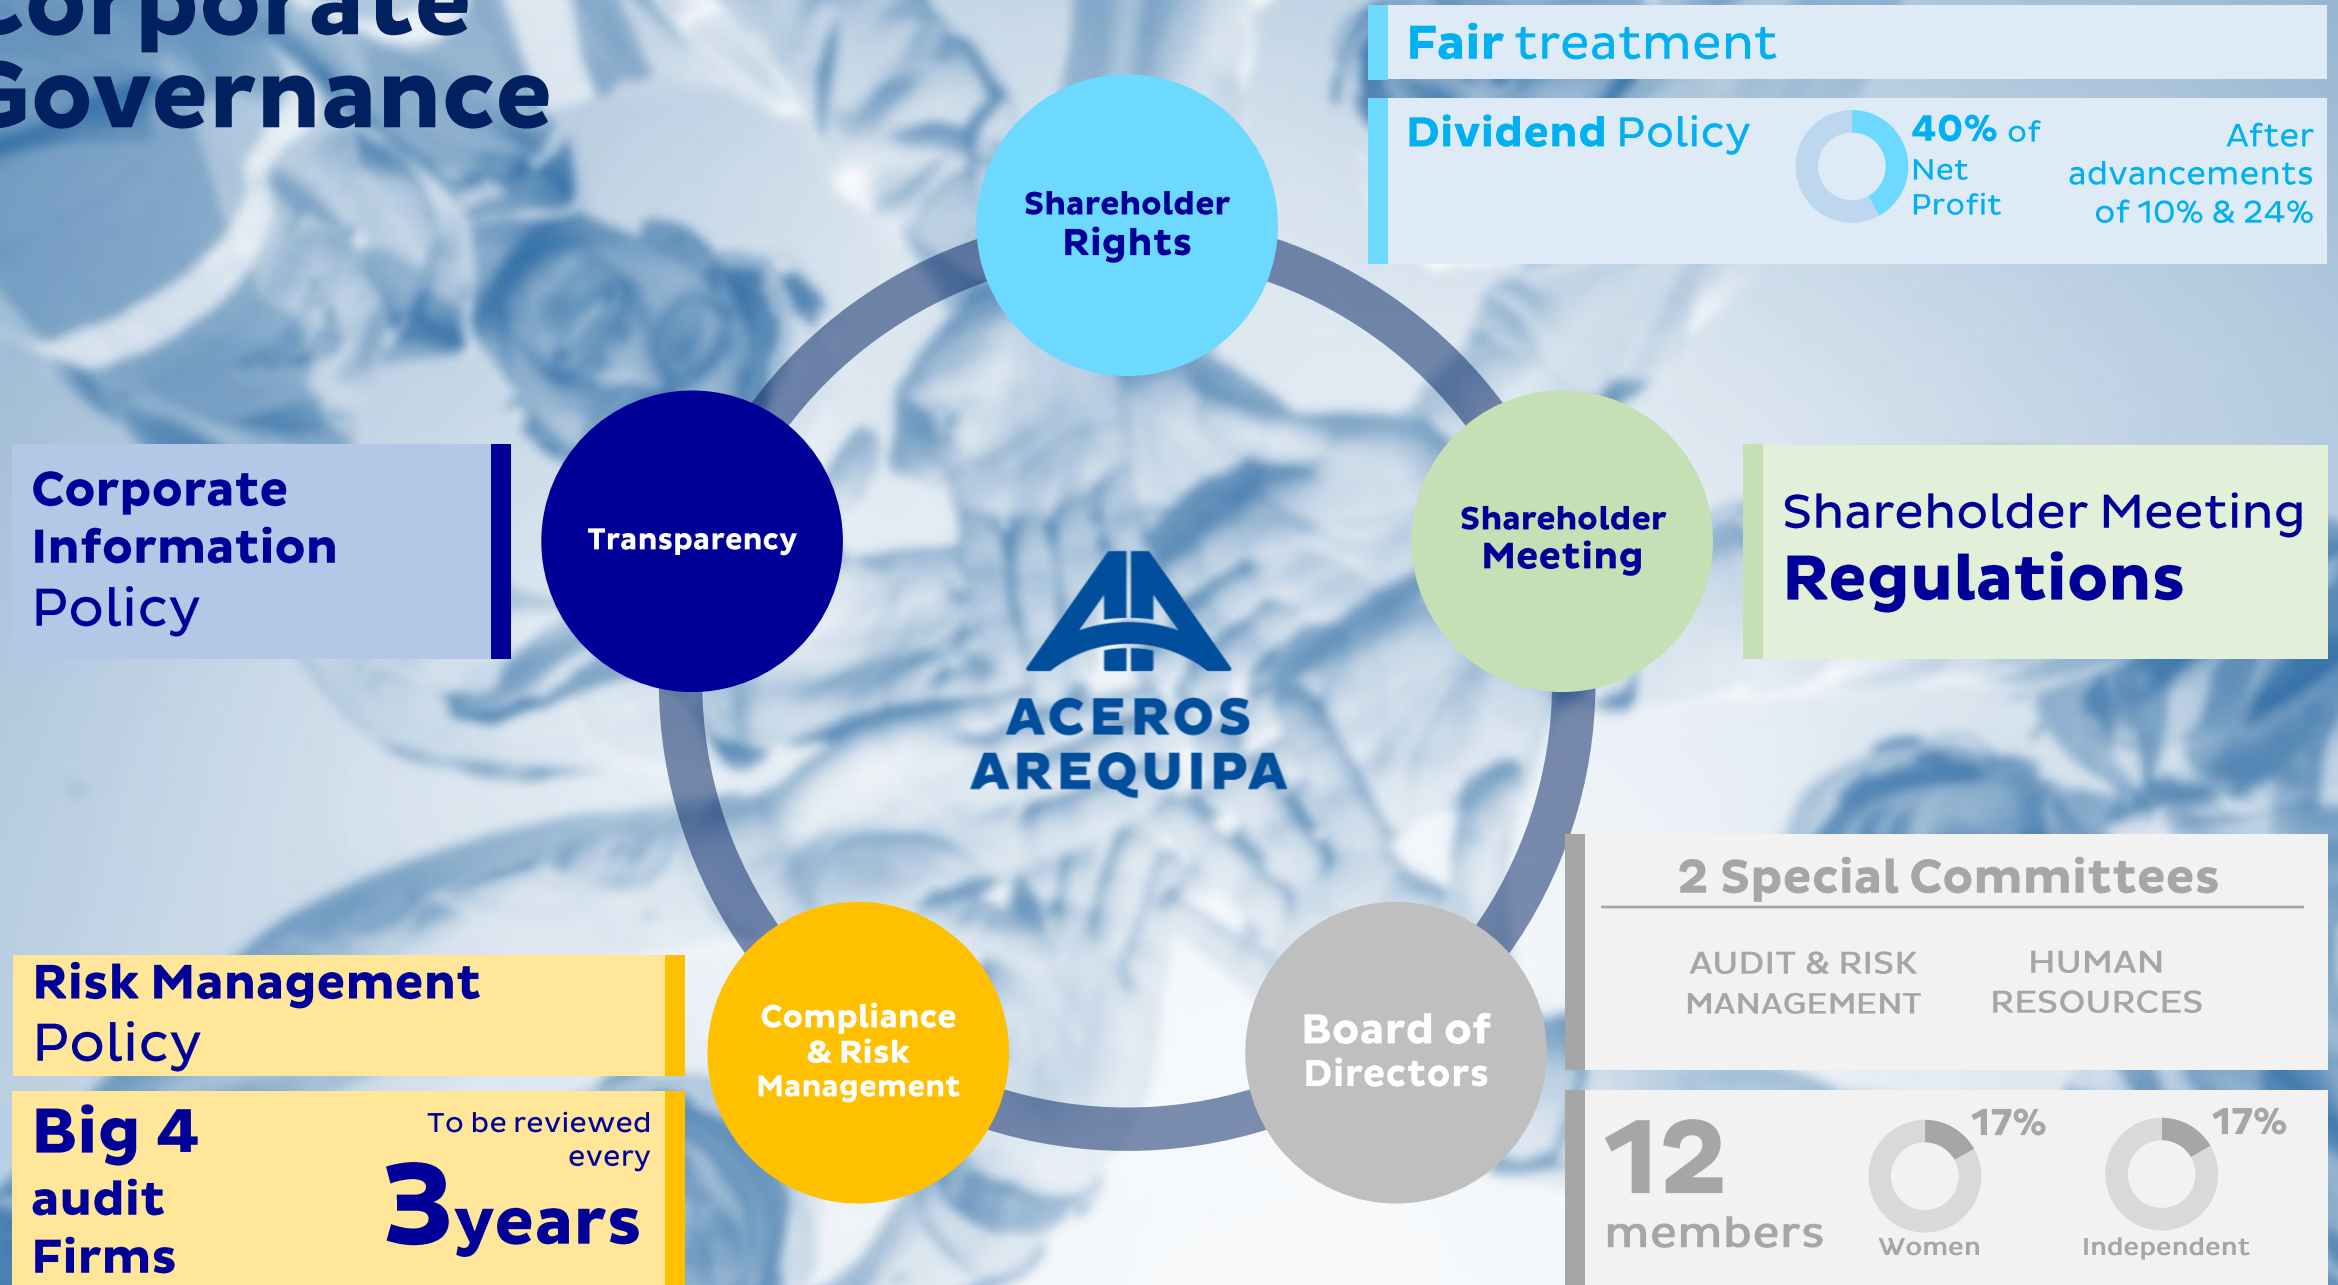 Corporate
Governance
Fair treatment
Dividend Policy
40% of
Net
Profit
After
advancements
of 10% & 24%
Shareholder
Rights
Corporate
Information
Policy
Transparency
Shareholder
Meeting
Shareholder Meeting
Regulations
ACEROS
AREQUIPA
2 Special Committees
AUDIT & RISK
MANAGEMENT
HUMAN
RESOURCES
Risk Management
Policy
Compliance
& Risk
Management
Board of
Directors
Big 4
audit
Firms
To be reviewed
every
3 years
12
members
17%
Women
17%
Independent